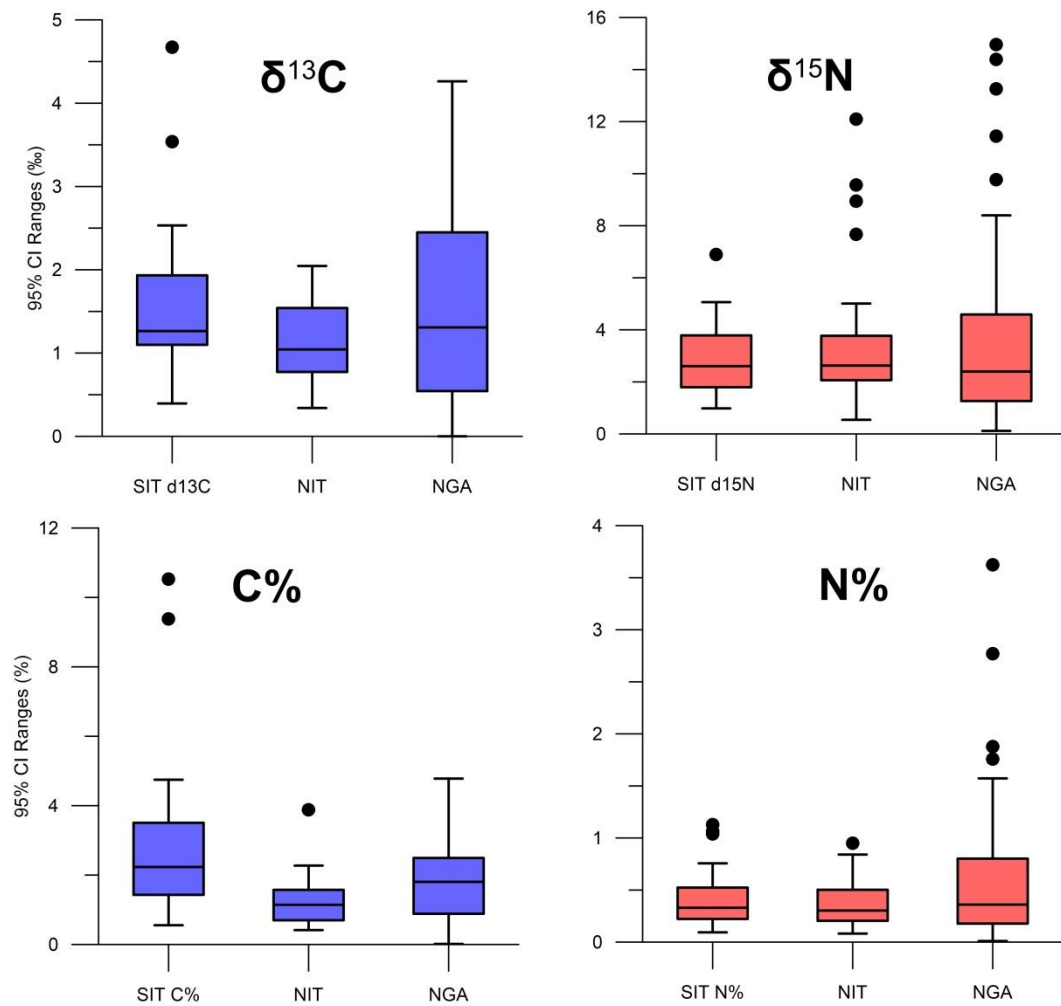 δ¹³C
95% CI Ranges (‰)
5
4
3
2
1
0
SIT d13C NIT NGA
δ¹⁵N
16
12
8
4
0
SIT d15N NIT NGA
C%
95% CI Ranges (%)
12
8
4
0
SIT C% NIT NGA
N%
4
3
2
1
0
SIT N% NIT NGA